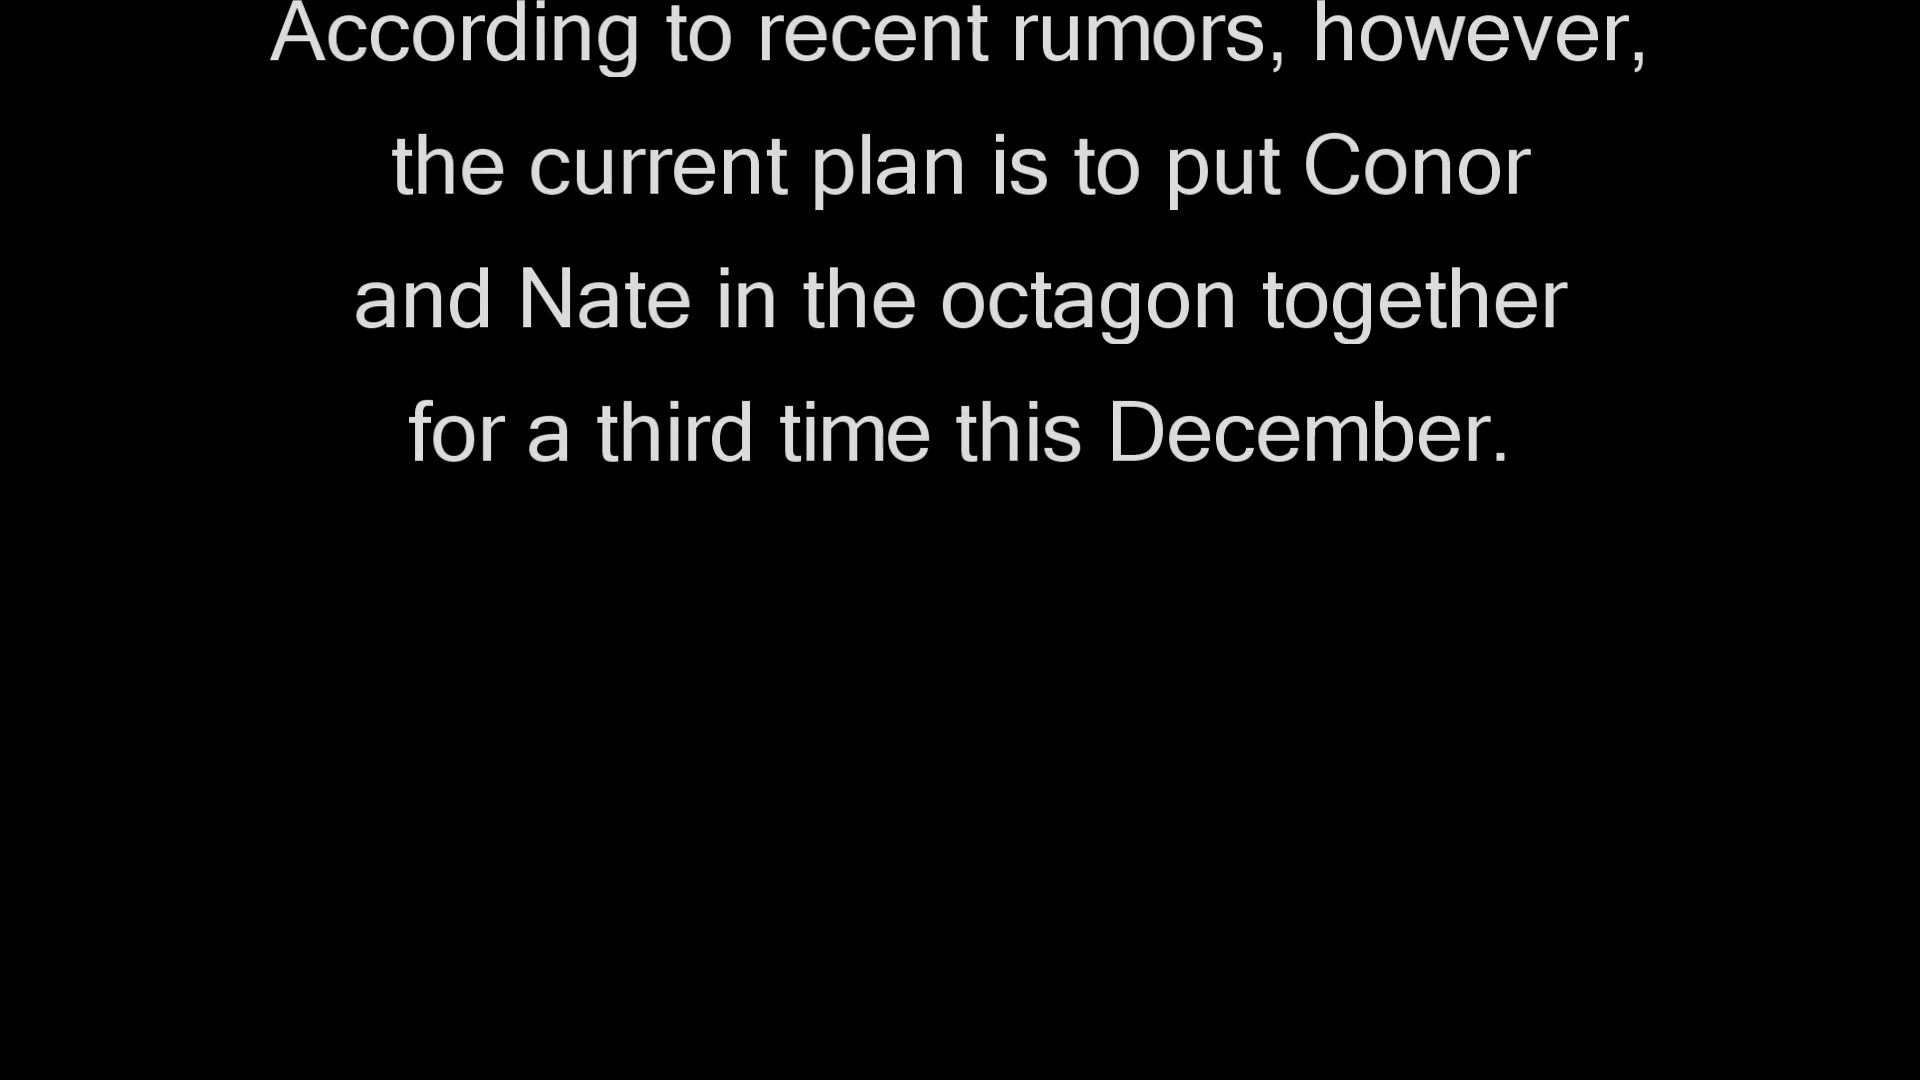 According to recent rumors, however,
the current plan is to put Conor
and Nate in the octagon together
for a third time this December.